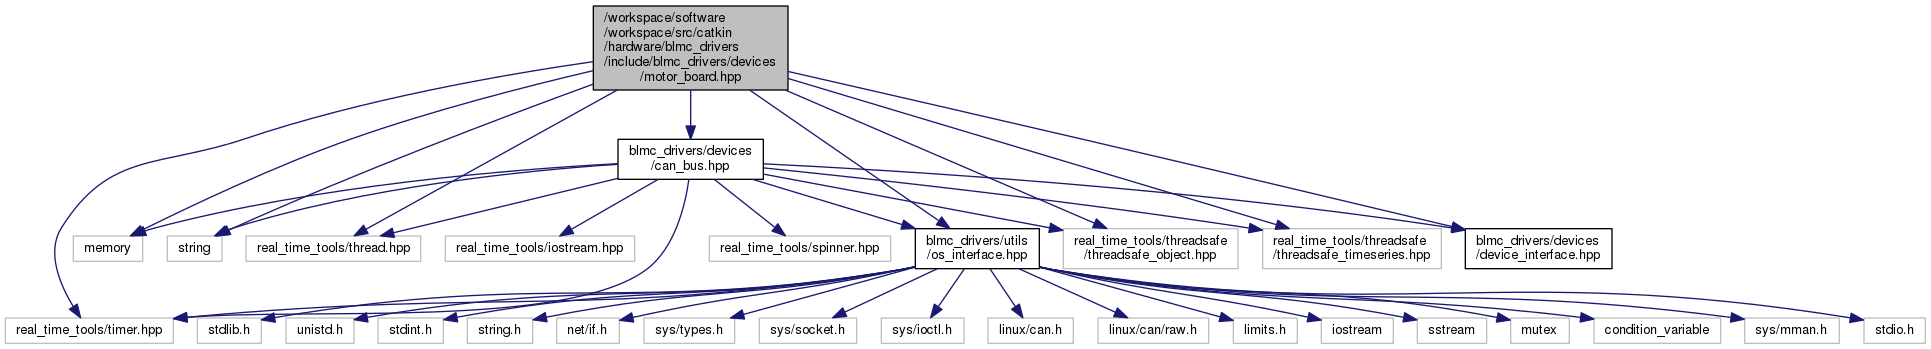 /workspace/software
/workspace/src/catkin
/hardware/blmc_drivers
/include/blmc_drivers/devices
/motor_board.hpp
blmc_drivers/devices
/can_bus.hpp
memory
string
real_time_tools/thread.hpp
real_time_tools/iostream.hpp
real_time_tools/spinner.hpp
blmc_drivers/utils
/os_interface.hpp
real_time_tools/threadsafe
/threadsafe_object.hpp
real_time_tools/threadsafe
/threadsafe_timeseries.hpp
blmc_drivers/devices
/device_interface.hpp
real_time_tools/timer.hpp
stdlib.h
unistd.h
stdint.h
string.h
net/if.h
sys/types.h
sys/socket.h
sys/ioctl.h
linux/can.h
linux/can/raw.h
limits.h
iostream
sstream
mutex
condition_variable
sys/mman.h
stdio.h